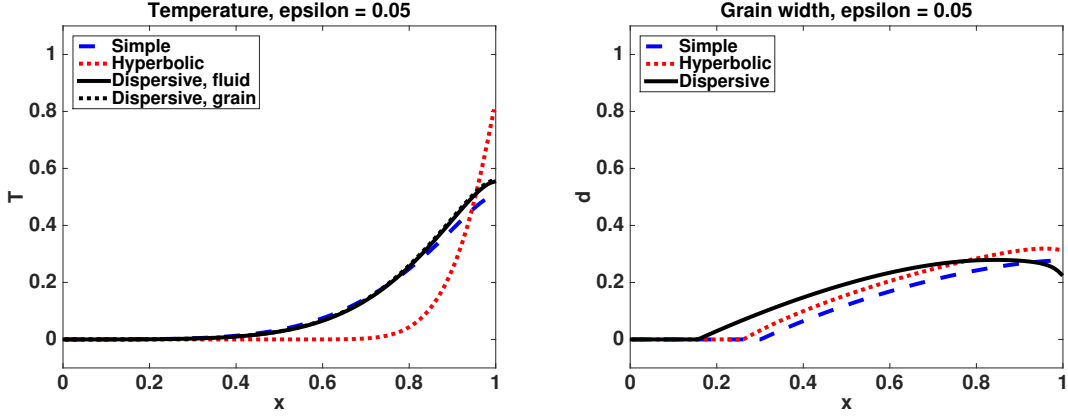 Temperature, epsilon = 0.05
Simple
Hyperbolic
Dispersive, fluid
Dispersive, grain
1
0.8
0.6
0.4
0.2
0
T
0
0.2
0.4
0.6
0.8
1
x
Grain width, epsilon = 0.05
Simple
Hyperbolic
Dispersive
1
0.8
0.6
0.4
0.2
0
d
0
0.2
0.4
0.6
0.8
1
x